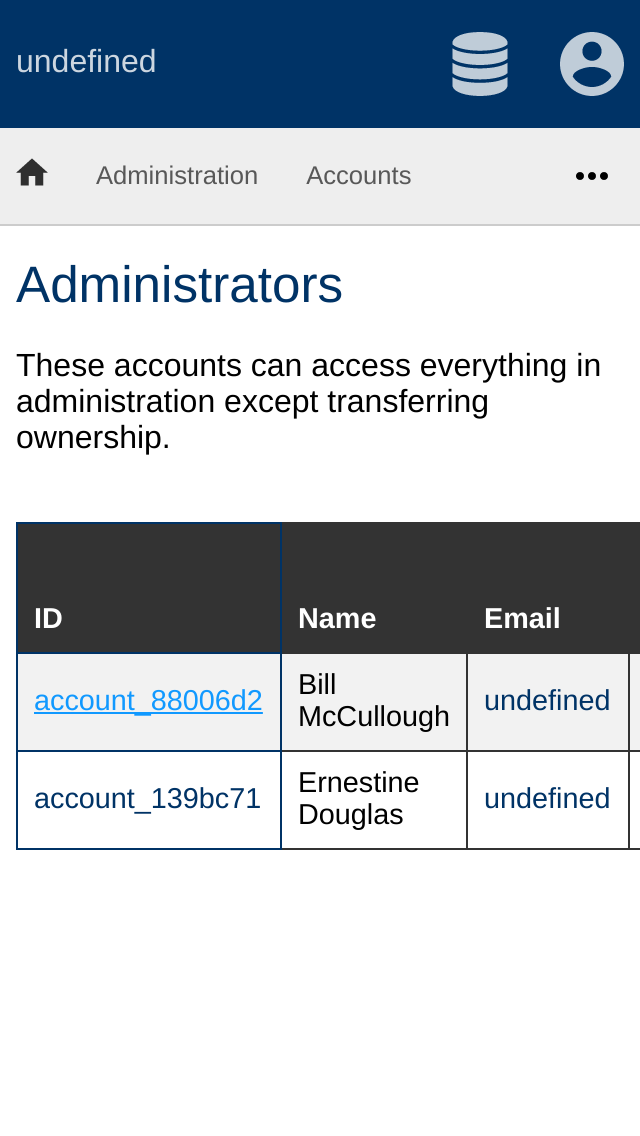 undefined
Administration Accounts
Administrators
These accounts can access everything in
administration except transferring
ownership.
ID Name Email
account_88006d2 Bill McCullough undefined
account_139bc71 Ernestine Douglas undefined